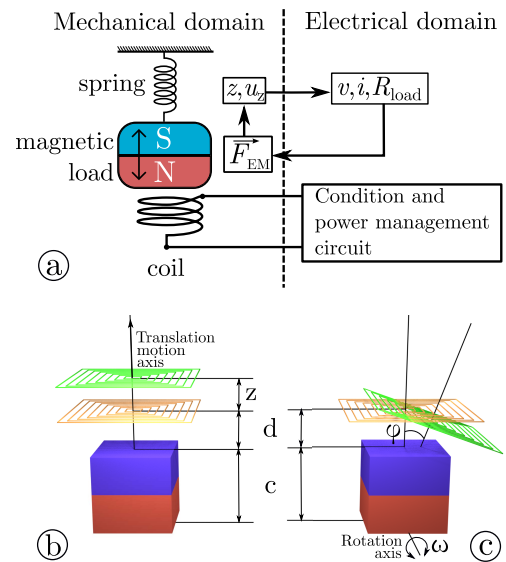 Mechanical domain
Electrical domain
spring
z, u_z
v, i, R_load
magnetic
load
S
N
F_EM
Condition and
power management
circuit
coil
a
Translation
motion
axis
z
d
c
φ
Rotation
axis
ω
b
c